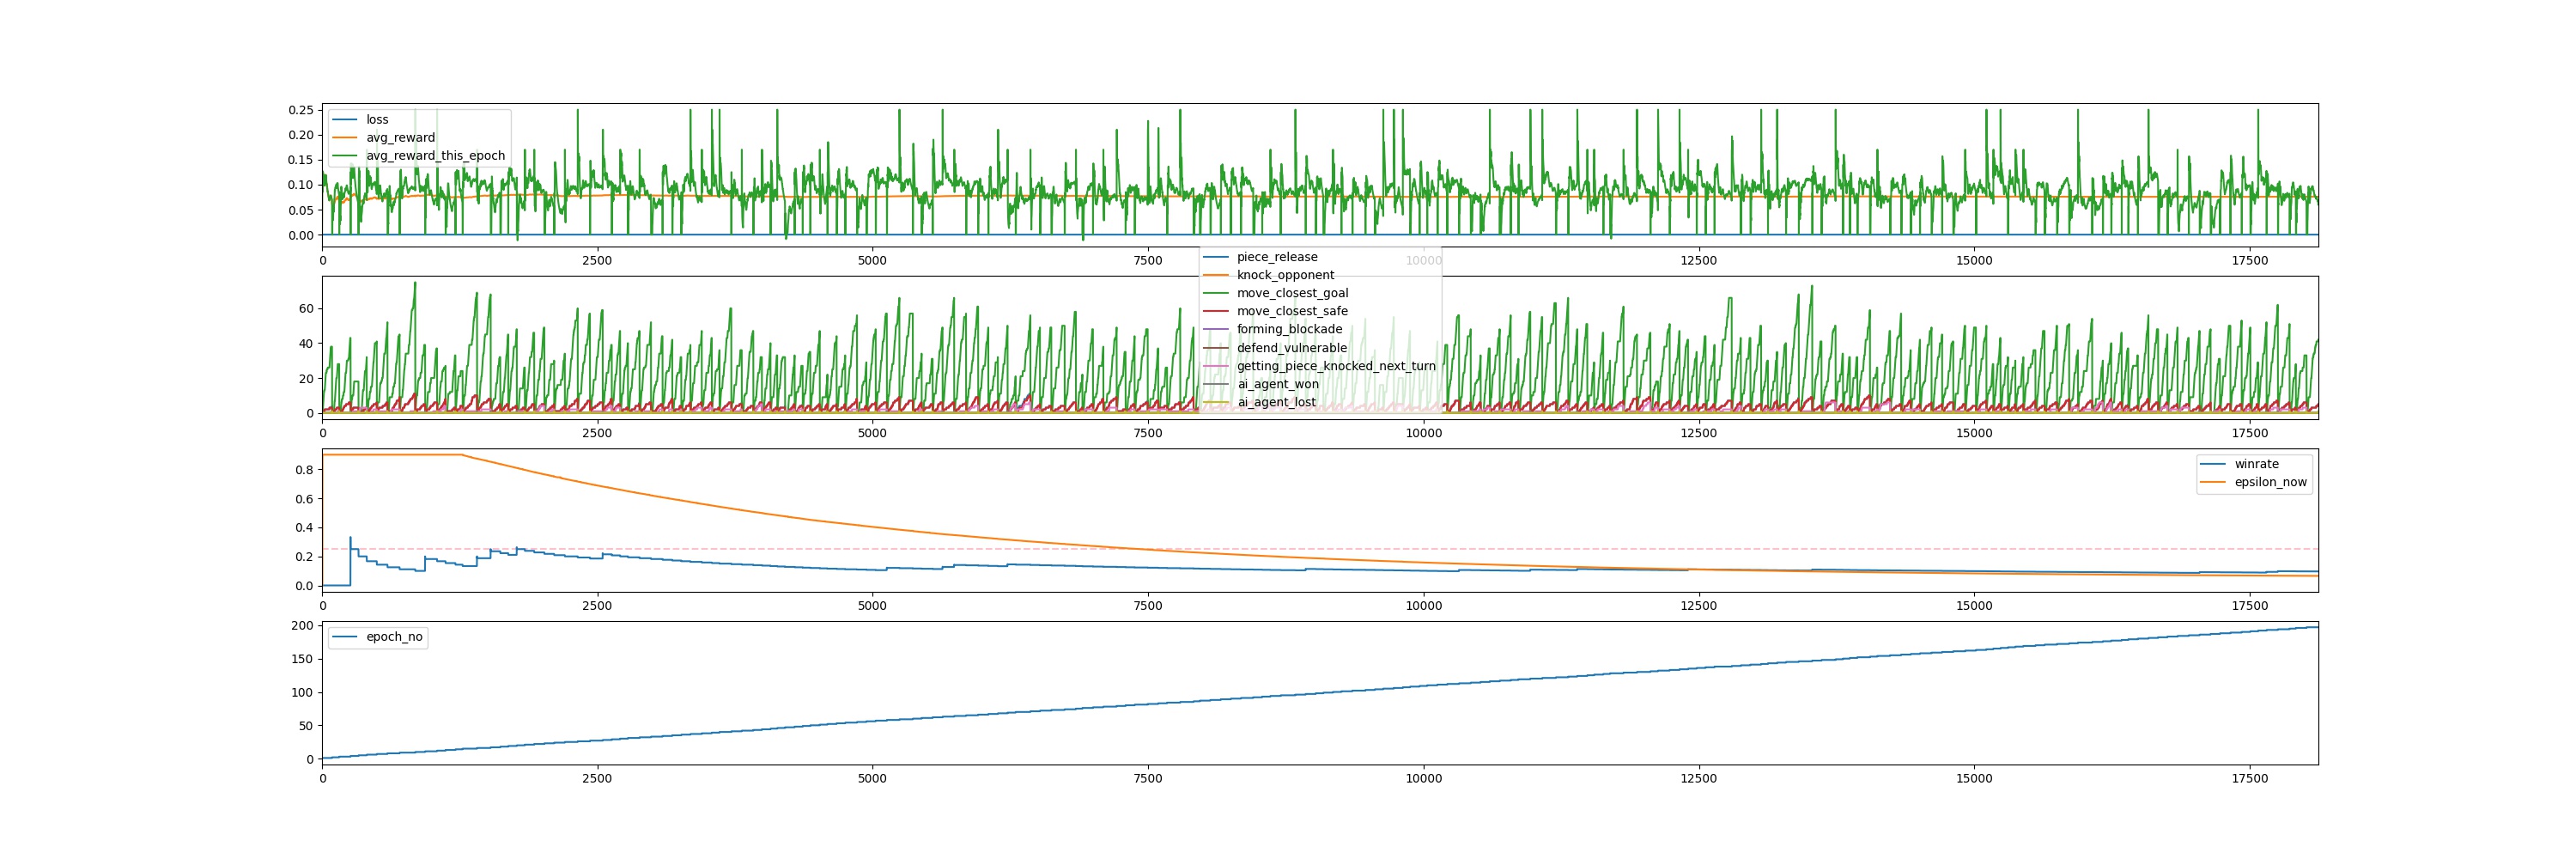 0.25
0.20
0.15
0.10
0.05
0.00
loss
avg_reward
avg_reward_this_epoch
0 2500 5000 7500 10000 12500 15000 17500
60
40
20
0
piece_release
knock_opponent
move_closest_goal
move_closest_safe
forming_blockade
defend_vulnerable
getting_piece_knocked_next_turn
ai_agent_won
ai_agent_lost
0 2500 5000 7500 10000 12500 15000 17500
0.8
0.6
0.4
0.2
0.0
winrate
epsilon_now
0 2500 5000 7500 10000 12500 15000 17500
200
150
100
50
0
epoch_no
0 2500 5000 7500 10000 12500 15000 17500